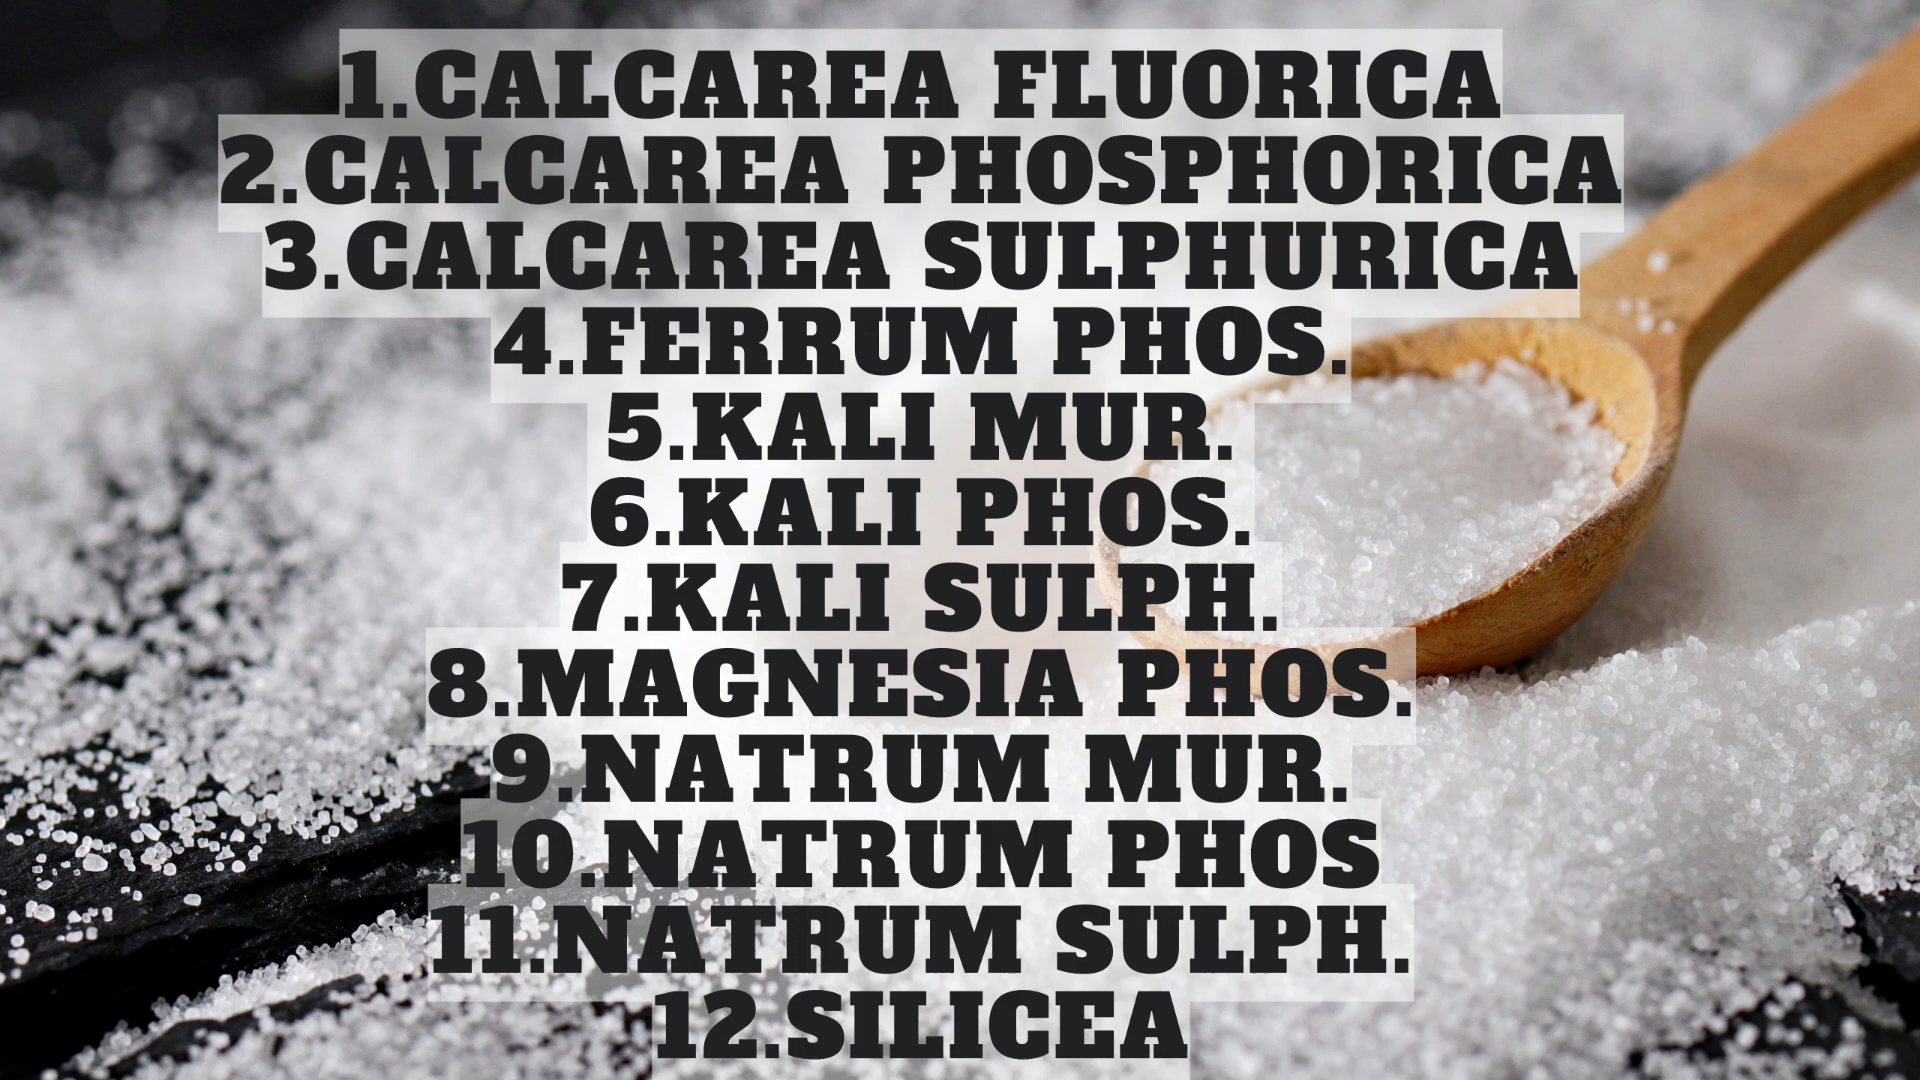 1.CALCAREA FLUORICA
2.CALCAREA PHOSPHORICA
3.CALCAREA SULPHURICA
4.FERRUM PHOS.
5.KALI MUR.
6.KALI PHOS.
7.KALI SULPH.
8.MAGNESIA PHOS.
9.NATRUM MUR.
10.NATRUM PHOS
11.NATRUM SULPH.
12.SILICEA